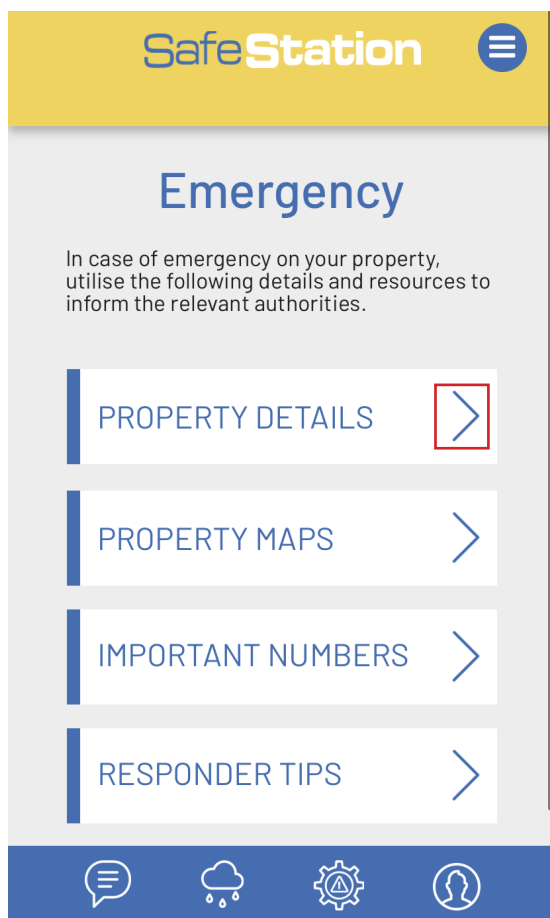 SafeStation
Emergency
In case of emergency on your property,
utilise the following details and resources to
inform the relevant authorities.
PROPERTY DETAILS
PROPERTY MAPS
IMPORTANT NUMBERS
RESPONDER TIPS